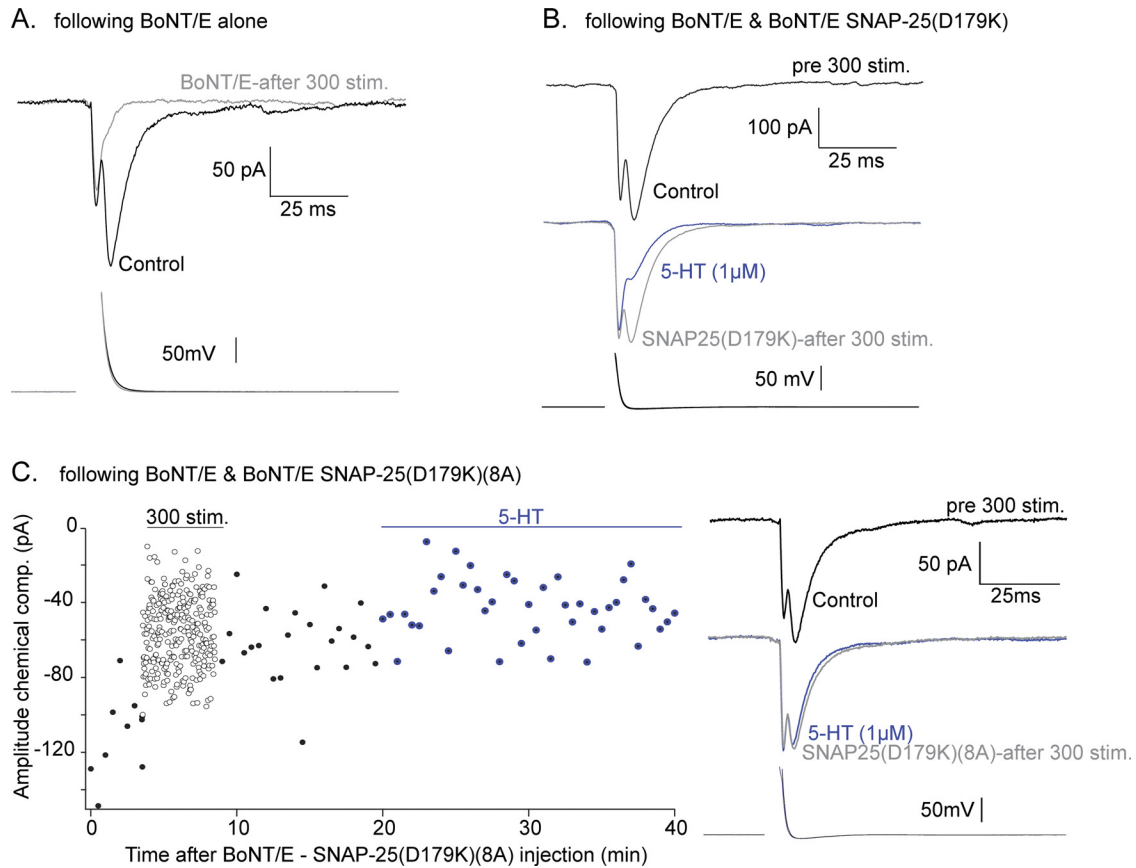 A. following BoNT/E alone
BoNT/E-after 300 stim.
50 pA
25 ms
Control
50mV
B. following BoNT/E & BoNT/E SNAP-25(D179K)
pre 300 stim.
100 pA
25 ms
Control
5-HT (1µM)
SNAP25(D179K)-after 300 stim.
50 mV
C. following BoNT/E & BoNT/E SNAP-25(D179K)(8A)
Amplitude chemical comp. (pA)
0
-40
-80
-120
300 stim.
5-HT
0 10 20 30 40
Time after BoNT/E - SNAP-25(D179K)(8A) injection (min)
pre 300 stim.
50 pA
25ms
Control
5-HT (1µM)
SNAP25(D179K)(8A)-after 300 stim.
50mV